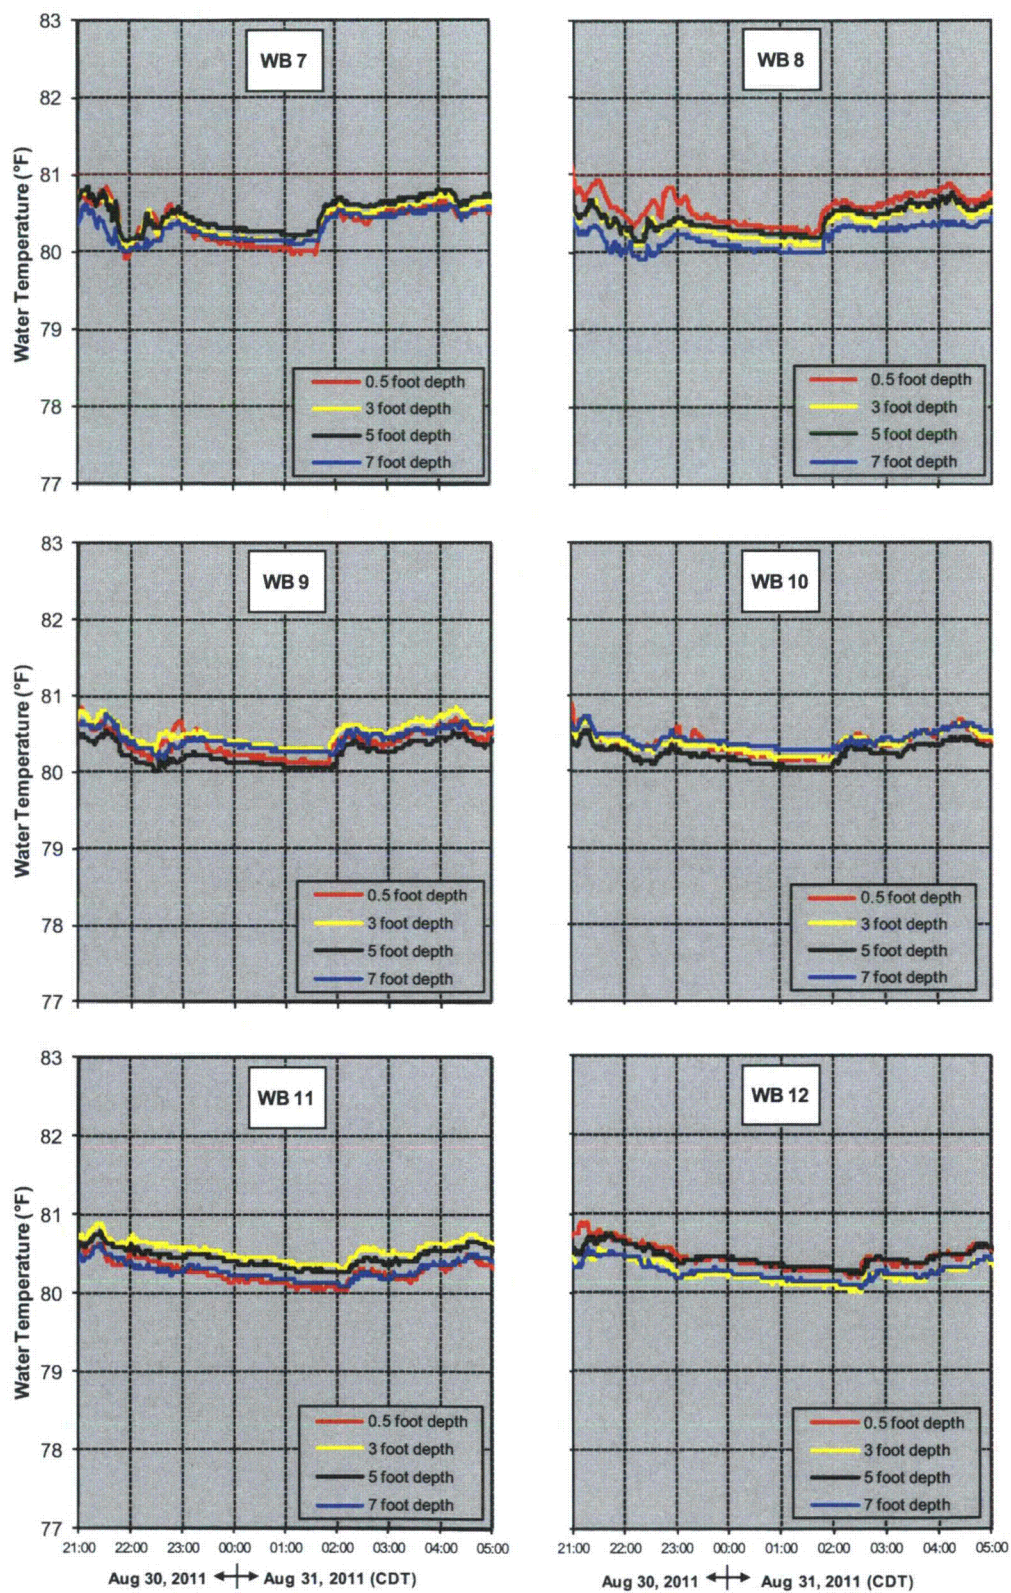 WB 7
83
82
81
80
79
78
77
Water Temperature (°F)
0.5 foot depth
3 foot depth
5 foot depth
7 foot depth
WB 8
0.5 foot depth
3 foot depth
5 foot depth
7 foot depth
WB 9
83
82
81
80
79
78
77
Water Temperature (°F)
0.5 foot depth
3 foot depth
5 foot depth
7 foot depth
WB 10
0.5 foot depth
3 foot depth
5 foot depth
7 foot depth
WB 11
83
82
81
80
79
78
77
Water Temperature (°F)
0.5 foot depth
3 foot depth
5 foot depth
7 foot depth
21:00 22:00 23:00 00:00 01:00 02:00 03:00 04:00 05:00
Aug 30, 2011 Aug 31, 2011 (CDT)
WB 12
0.5 foot depth
3 foot depth
5 foot depth
7 foot depth
21:00 22:00 23:00 00:00 01:00 02:00 03:00 04:00 05:00
Aug 30, 2011 Aug 31, 2011 (CDT)